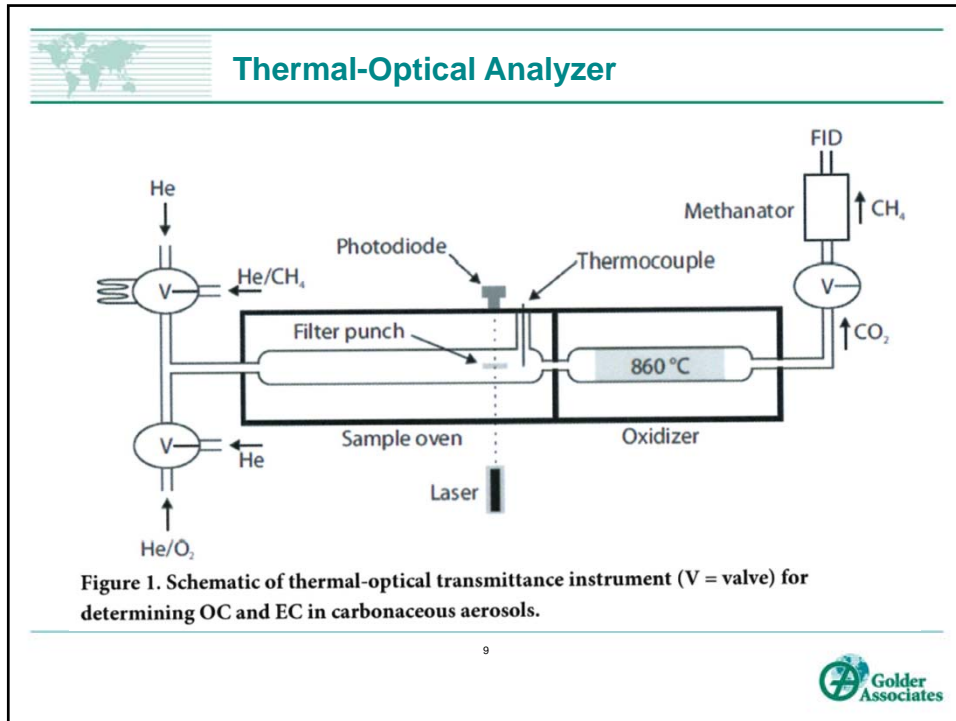 Thermal-Optical Analyzer
FID
He
Methanator
CH₄
Photodiode
Thermocouple
He/CH₄
V
V
Filter punch
CO₂
860 °C
V
He
Sample oven
Oxidizer
Laser
He/O₂
Figure 1. Schematic of thermal-optical transmittance instrument (V = valve) for
determining OC and EC in carbonaceous aerosols.
9
Golder
Associates